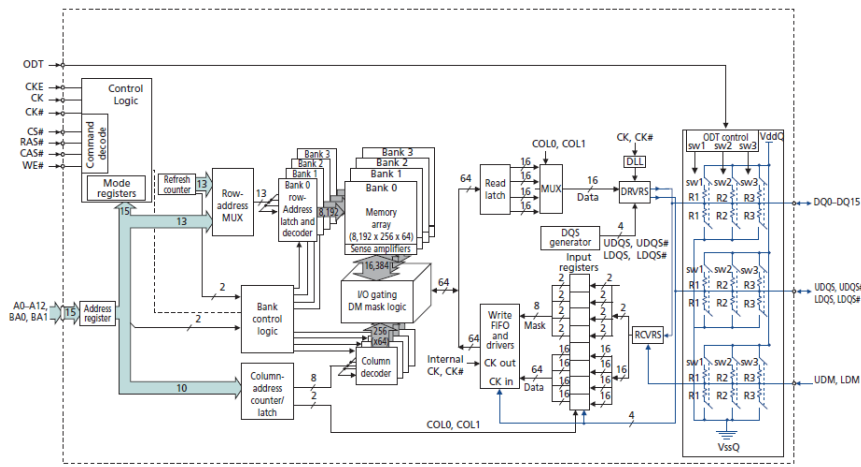 ODT
CKE
CK
CK#
CS#
RAS#
CAS#
WE#
Control
Logic
Command
decode
Mode
registers
15
Refresh
counter
13
Row-
address
MUX
13
13
Bank 3
Bank 2
Bank 1
Bank 0
row-
Address
latch and
decoder
8,192
Bank 3
Bank 2
Bank 1
Bank 0
Memory
array
(8,192 x 256 x 64)
Sense amplifiers
16,384
I/O gating
DM mask logic
256
(x64)
Column
decoder
2
2
Bank
control
logic
A0–A12,
BA0, BA1
15
Address
register
10
Column-
address
counter/
latch
8
2
COL0, COL1
64
64
Read
latch
16
16
16
16
COL0, COL1
MUX
16
Data
CK, CK#
DLL
DRVRS
DQS
generator
4
UDQS, UDQS#
LDQS, LDQS#
Input
registers
64
Internal
CK, CK#
Write
FIFO
and
drivers
CK out
CK in
8
Mask
64
Data
2
2
2
2
16
16
16
16
2
2
2
2
16
16
16
16
2
16
RCVRS
4
ODT control
sw1 sw2 sw3
VddQ
sw1 sw2 sw3
R1 R2 R3
R1 R2 R3
sw1 sw2 sw3
R1 R2 R3
R1 R2 R3
sw1 sw2 sw3
R1 R2 R3
R1 R2 R3
VssQ
DQ0–DQ15
UDQS, UDQS#
LDQS, LDQS#
UDM, LDM